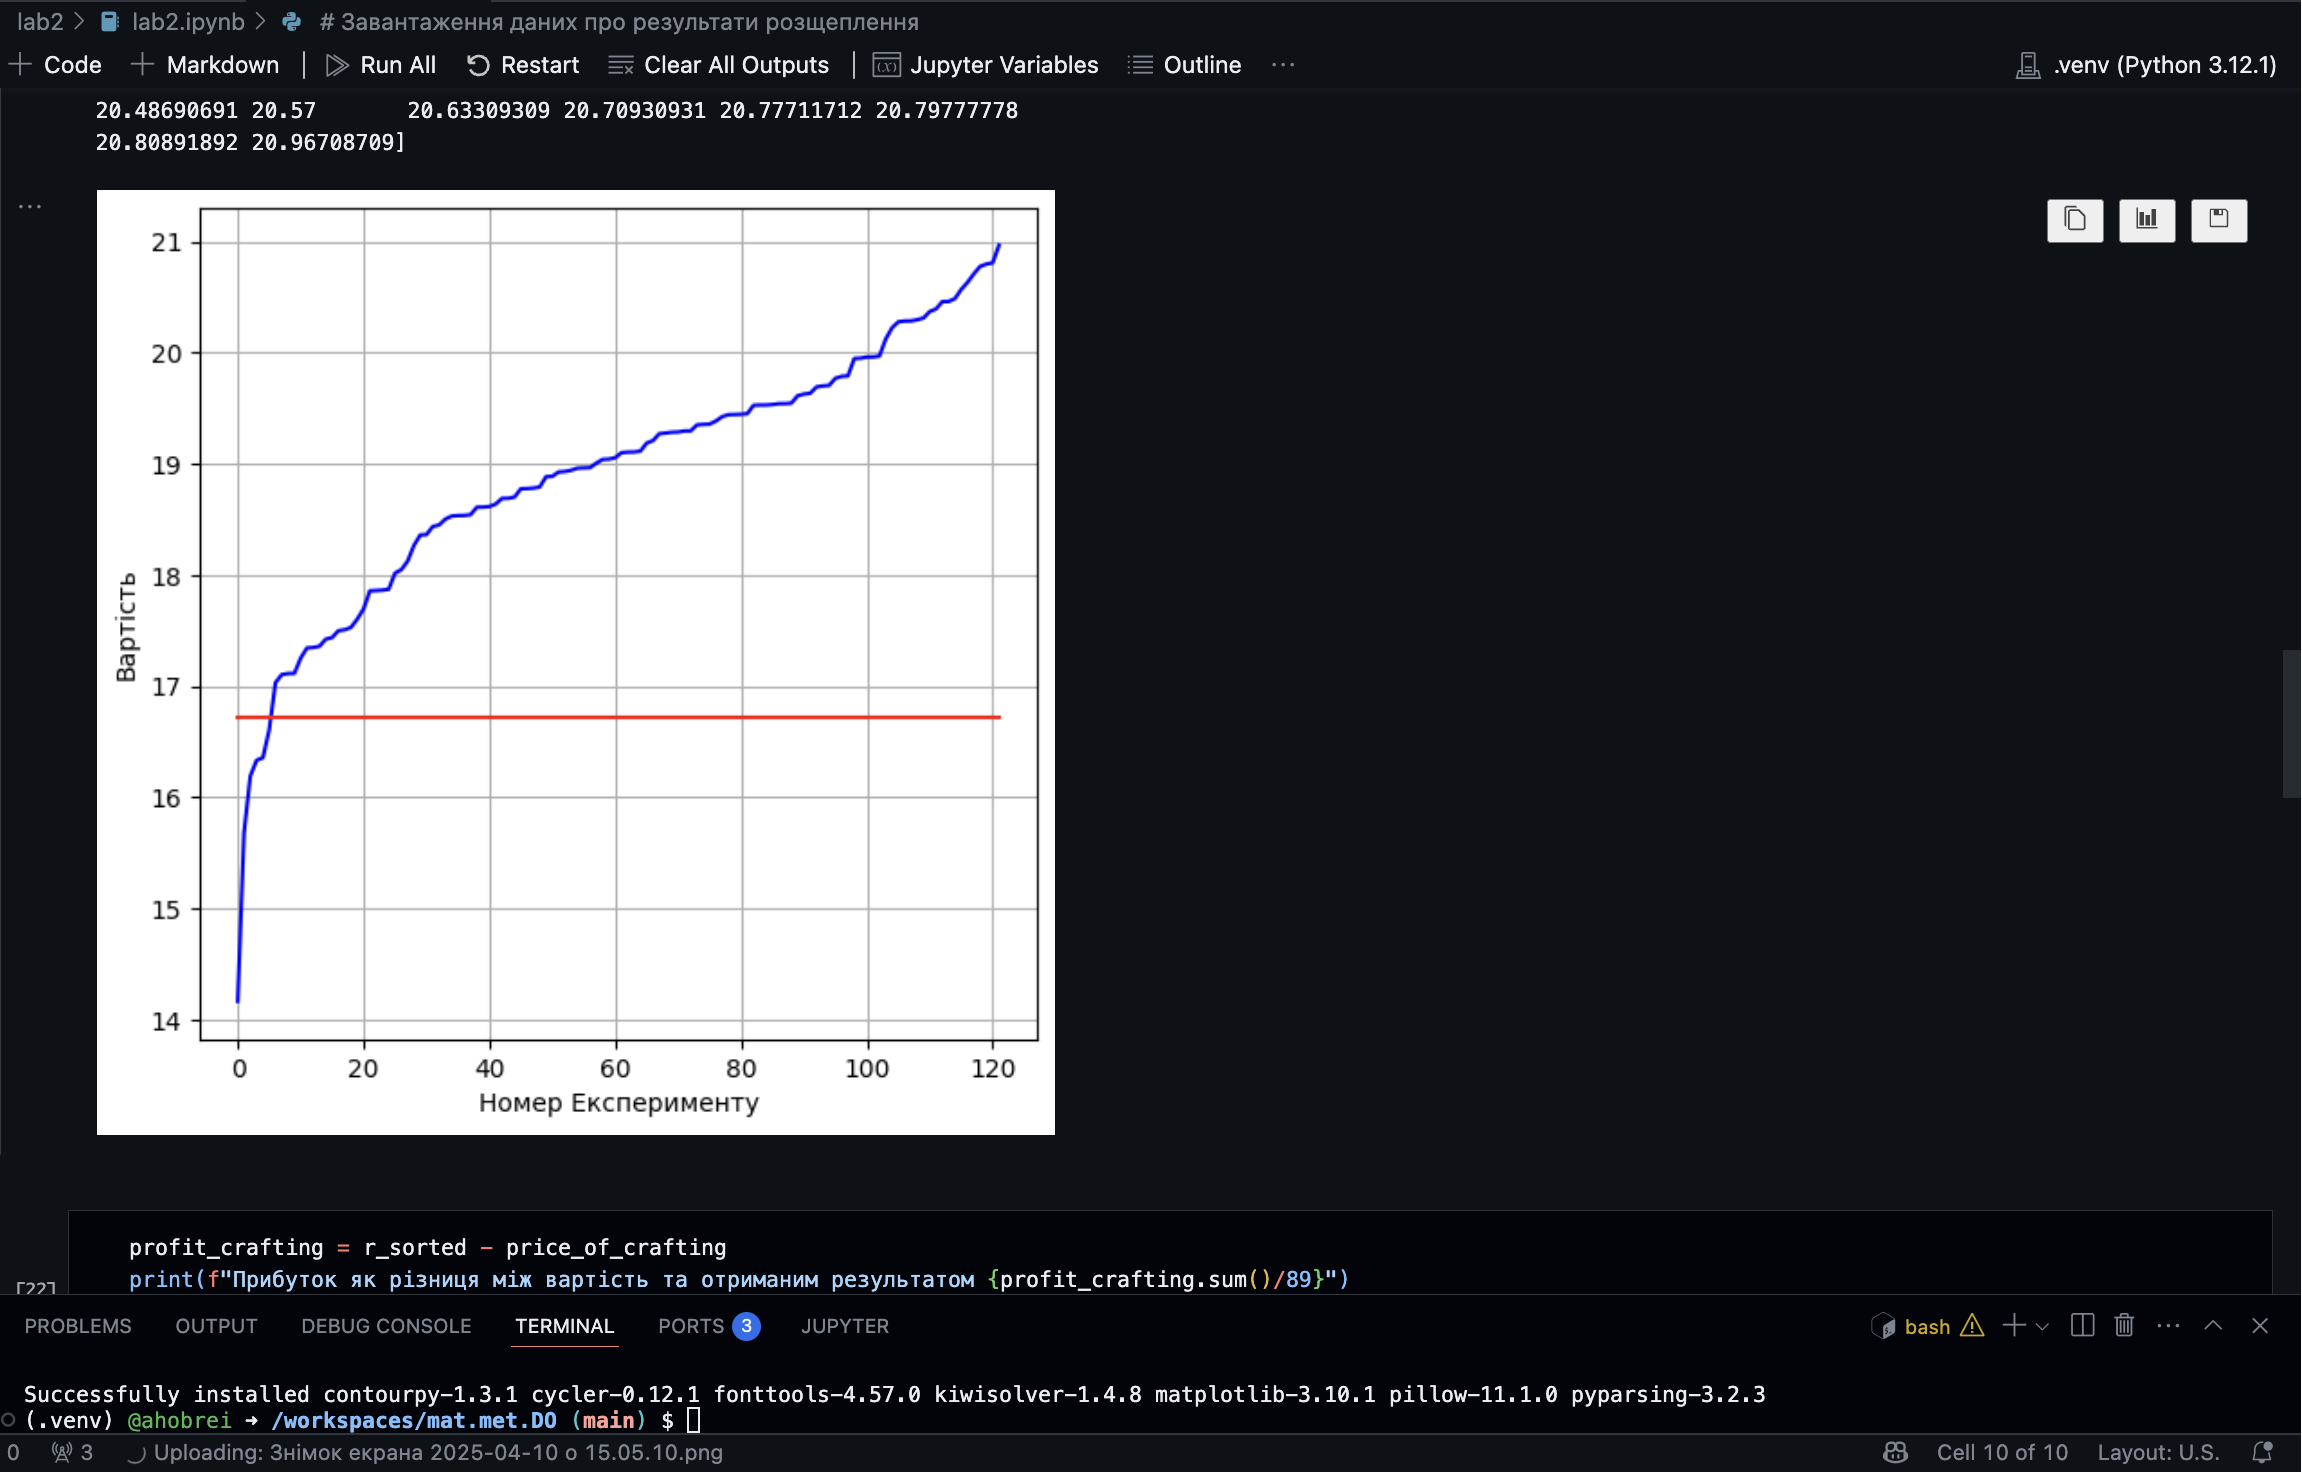 lab2 > lab2.ipynb > # Завантаження даних про результати розщеплення
+ Code + Markdown | Run All Restart Clear All Outputs | Jupyter Variables Outline ... .venv (Python 3.12.1)
20.48690691 20.57 20.63309309 20.70930931 20.77711712 20.79777778
20.80891892 20.96708709]
21
20
19
18
17
16
15
14
Вартість
0 20 40 60 80 100 120
Номер Експерименту
profit_crafting = r_sorted - price_of_crafting
print(f"Прибуток як різниця між вартість та отриманим результатом {profit_crafting.sum()/89}")
[22]
PROBLEMS OUTPUT DEBUG CONSOLE TERMINAL PORTS 3 JUPYTER bash
Successfully installed contourpy-1.3.1 cycler-0.12.1 fonttools-4.57.0 kiwisolver-1.4.8 matplotlib-3.10.1 pillow-11.1.0 pyparsing-3.2.3
(.venv) @ahobrei → /workspaces/mat.met.DO (main) $
0 3 Uploading: Знімок екрана 2025-04-10 о 15.05.10.png Cell 10 of 10 Layout: U.S.